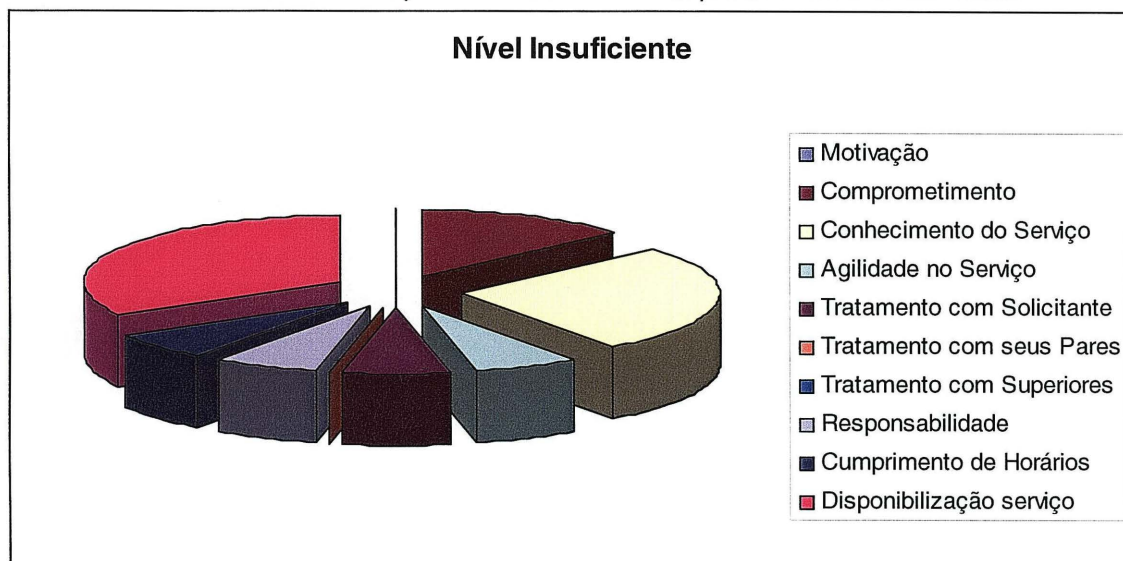 Nível Insuficiente
Motivação
Comprometimento
Conhecimento do Serviço
Agilidade no Serviço
Tratamento com Solicitante
Tratamento com seus Pares
Tratamento com Superiores
Responsabilidade
Cumprimento de Horários
Disponibilização serviço